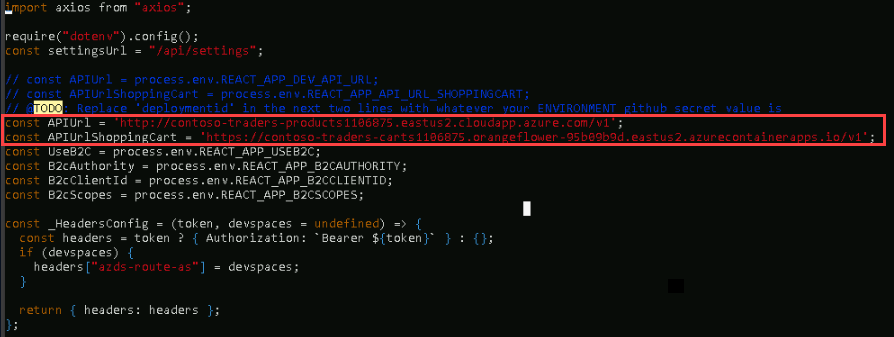 import axios from "axios";
require("dotenv").config();
const settingsUrl = "/api/settings";
// const APIUrl = process.env.REACT_APP_DEV_API_URL;
// const APIUrlShoppingCart = process.env.REACT_APP_API_URL_SHOPPINGCART;
// @TODO: Replace 'deploymentid' in the next two lines with whatever your ENVIRONMENT github secret value is
const APIUrl = 'http://contoso-traders-products1106875.eastus2.cloudapp.azure.com/v1';
const APIUrlShoppingCart = 'https://contoso-traders-carts1106875.orangeflower-95b09b9d.eastus2.azurecontainerapps.io/v1';
const UseB2C = process.env.REACT_APP_USEB2C;
const B2cAuthority = process.env.REACT_APP_B2CAUTHORITY;
const B2cClientId = process.env.REACT_APP_B2CCLIENTID;
const B2cScopes = process.env.REACT_APP_B2CSCOPES;
const _HeadersConfig = (token, devspaces = undefined) => {
const headers = token ? { Authorization: `Bearer ${token}` } : {};
if (devspaces) {
headers["azds-route-as"] = devspaces;
}
return { headers: headers };
};